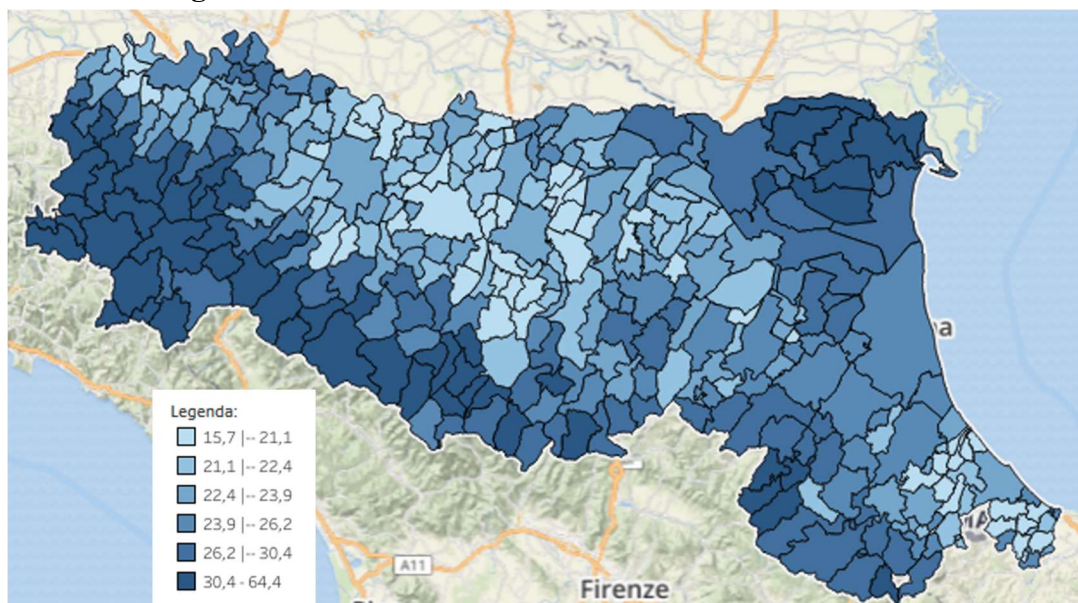 Legenda:
15,7 |-- 21,1
21,1 |-- 22,4
22,4 |-- 23,9
23,9 |-- 26,2
26,2 |-- 30,4
30,4 - 64,4
A11
Firenze